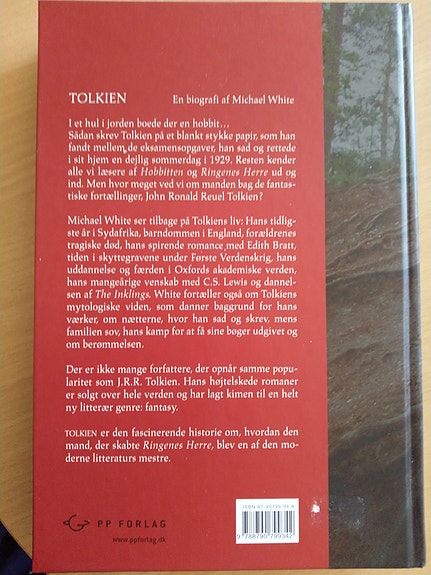 TOLKIEN En biografi af Michael White
I et hul i jorden boede der en hobbit…
Sådan skrev Tolkien på et blankt stykke papir, som han
fandt mellem de eksamensopgaver, han sad og rettede
i sit hjem en dejlig sommerdag i 1929. Resten kender
alle vi læsere af Hobbitten og Ringenes Herre ud og
ind. Men hvor meget ved vi om manden bag de fantas-
tiske fortællinger, John Ronald Reuel Tolkien?
Michael White ser tilbage på Tolkiens liv: Hans tidlig-
ste år i Sydafrika, barndommen i England, forældrenes
tragiske død, hans spirende romance med Edith Bratt,
tiden i skyttegravene under Første Verdenskrig, hans
uddannelse og færden i Oxfords akademiske verden,
hans mangeårige venskab med C.S. Lewis og dannel-
sen af The Inklings. White fortæller også om Tolkiens
mytologiske viden, som danner baggrund for hans
værker, om nætterne, hvor han sad og skrev, mens
familien sov, hans kamp for at få sine bøger udgivet og
om berømmelsen.
Der er ikke mange forfattere, der opnår samme popu-
laritet som J.R.R. Tolkien. Hans højtelskede romaner
er solgt over hele verden og har lagt kimen til en helt
ny litterær genre: fantasy.
TOLKIEN er den fascinerende historie om, hvordan den
mand, der skabte Ringenes Herre, blev en af den mo-
derne litteraturs mestre.
PP FORLAG
www.ppforlag.dk
ISBN 87-90799-34-8
9 788790 799342